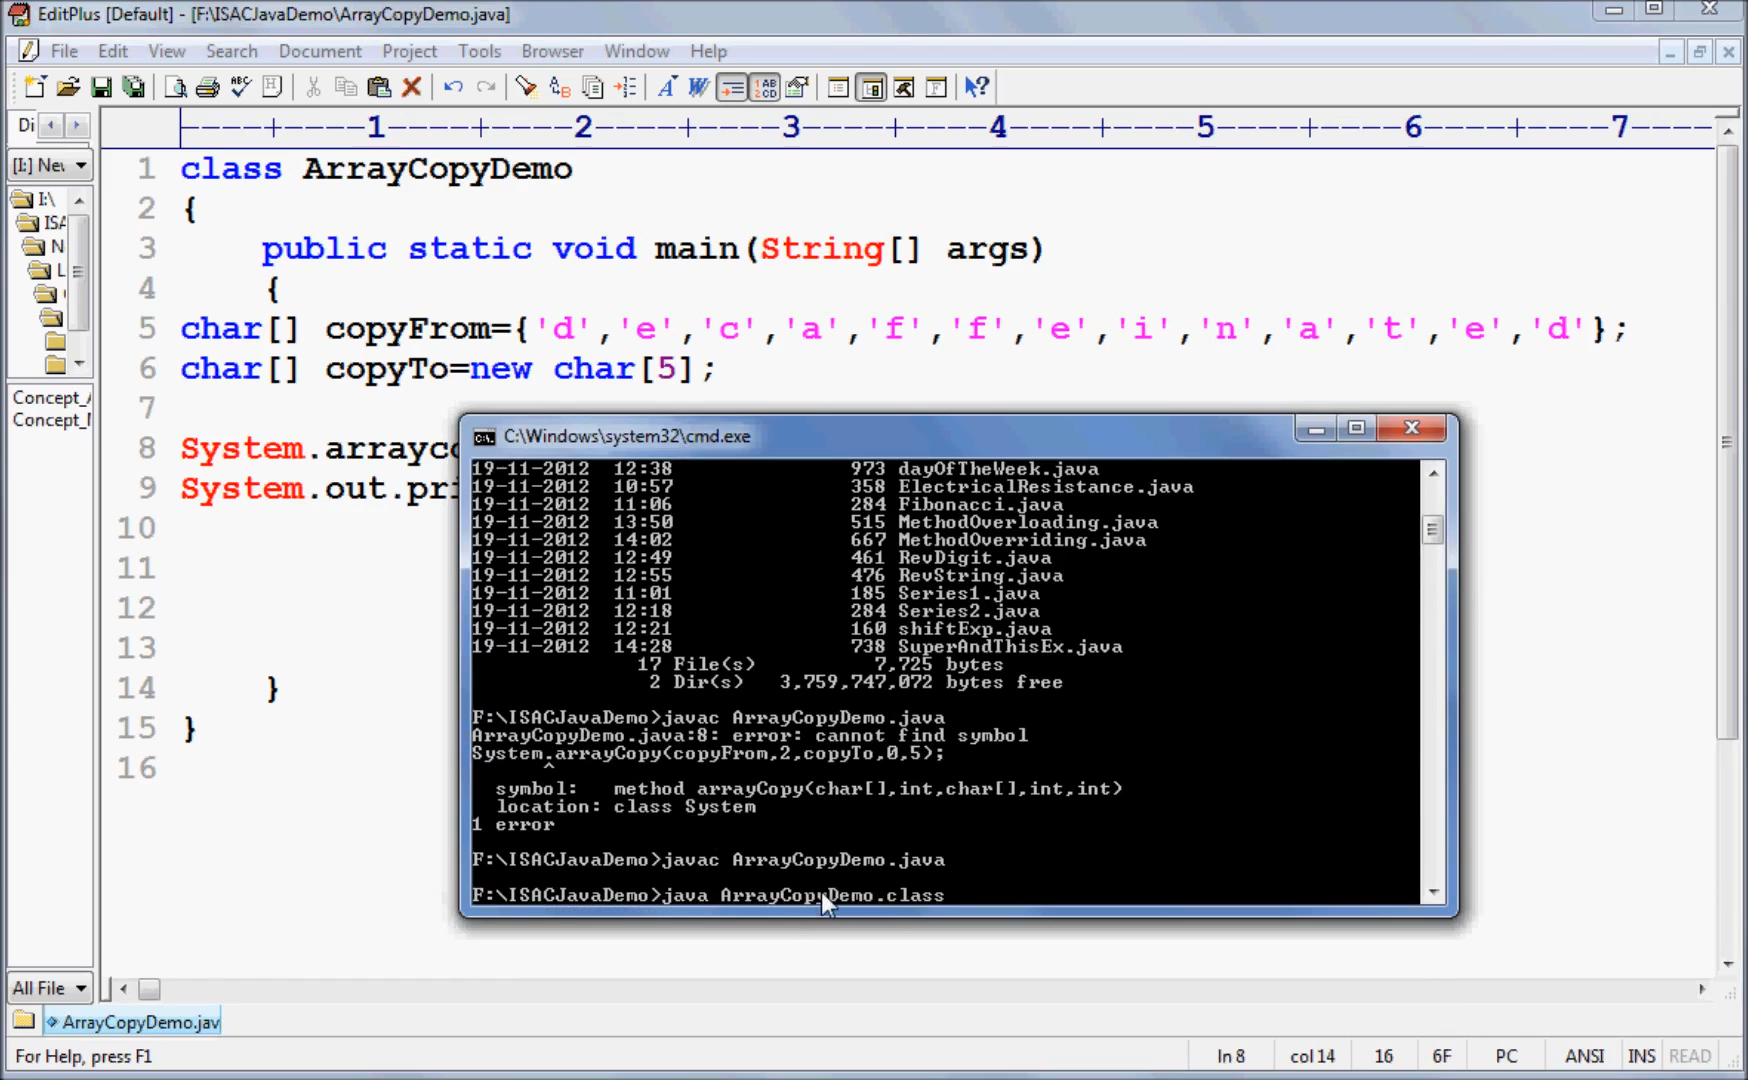 EditPlus [Default] - [F:\ISACJavaDemo\ArrayCopyDemo.java]
File Edit View Search Document Project Tools Browser Window Help
Di
----+----1----+----2----+----3----+----4----+----5----+----6----+----7----
[I:] Nev
I:\
ISA
N
L
Concept_
Concept_
1 class ArrayCopyDemo
2 {
3 public static void main(String[] args)
4 {
5 char[] copyFrom={'d','e','c','a','f','f','e','i','n','a','t','e','d'};
6 char[] copyTo=new char[5];
7
8 System.arrayc
9 System.out.pri
10
11
12
13
14 }
15 }
16
C:\Windows\system32\cmd.exe
19-11-2012 12:38 973 dayOfTheWeek.java
19-11-2012 10:57 358 ElectricalResistance.java
19-11-2012 11:06 284 Fibonacci.java
19-11-2012 13:50 515 MethodOverloading.java
19-11-2012 14:02 667 MethodOverriding.java
19-11-2012 12:49 461 RevDigit.java
19-11-2012 12:55 476 RevString.java
19-11-2012 11:01 185 Series1.java
19-11-2012 12:18 284 Series2.java
19-11-2012 12:21 160 shiftExp.java
19-11-2012 14:28 738 SuperAndThisEx.java
17 File(s) 7,725 bytes
2 Dir(s) 3,759,747,072 bytes free
F:\ISACJavaDemo>javac ArrayCopyDemo.java
ArrayCopyDemo.java:8: error: cannot find symbol
System.arrayCopy(copyFrom,2,copyTo,0,5);
^
symbol: method arrayCopy(char[],int,char[],int,int)
location: class System
1 error
F:\ISACJavaDemo>javac ArrayCopyDemo.java
F:\ISACJavaDemo>java ArrayCopyDemo.class
All File
ArrayCopyDemo.jav
For Help, press F1 ln 8 col 14 16 6F PC ANSI INS READ